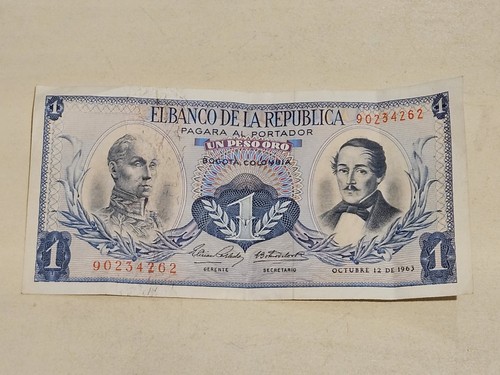 1 EL BANCO DE LA REPUBLICA 1
90234262
PAGARA AL PORTADOR
UN PESO ORO
BOGOTA, COLOMBIA
1
1 1
90234262
GERENTE SECRETARIO OCTUBRE 12 DE 1963